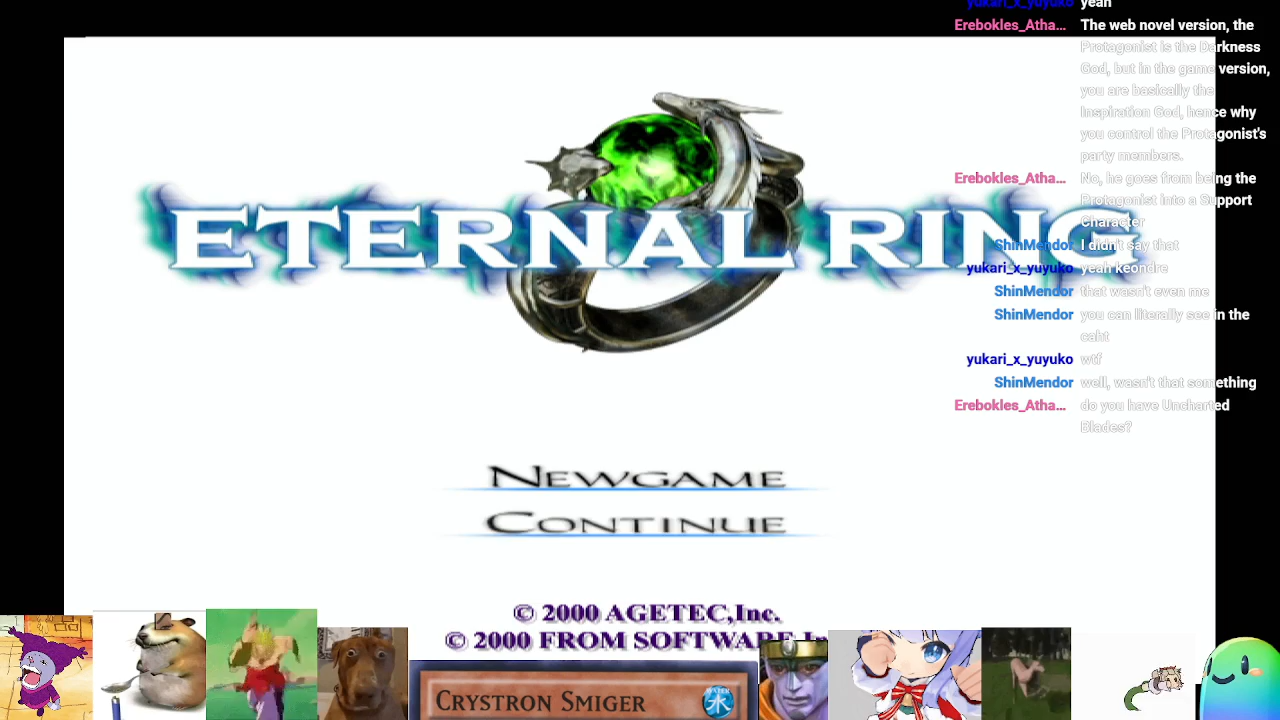 yukari_x_yuyuko yeah
Erebokles_Atha... The web novel version, the
Protagonist is the Darkness
God, but in the game version,
you are basically the
Inspiration God, hence why
you control the Protagonist's
party members.
Erebokles_Atha... No, he goes from being the
Protagonist into a Support
Character
ShinMendor I didn't say that
yukari_x_yuyuko yeah keondre
ShinMendor that wasn't even me
ShinMendor you can literally see in the
caht
yukari_x_yuyuko wtf
ShinMendor well, wasn't that something
Erebokles_Atha... do you have Uncharted
Blades?
ETERNAL RING
NEWGAME
CONTINUE
© 2000 AGETEC,Inc.
© 2000 FROM SOFTWARE,In
CRYSTRON SMIGER
WATER
水